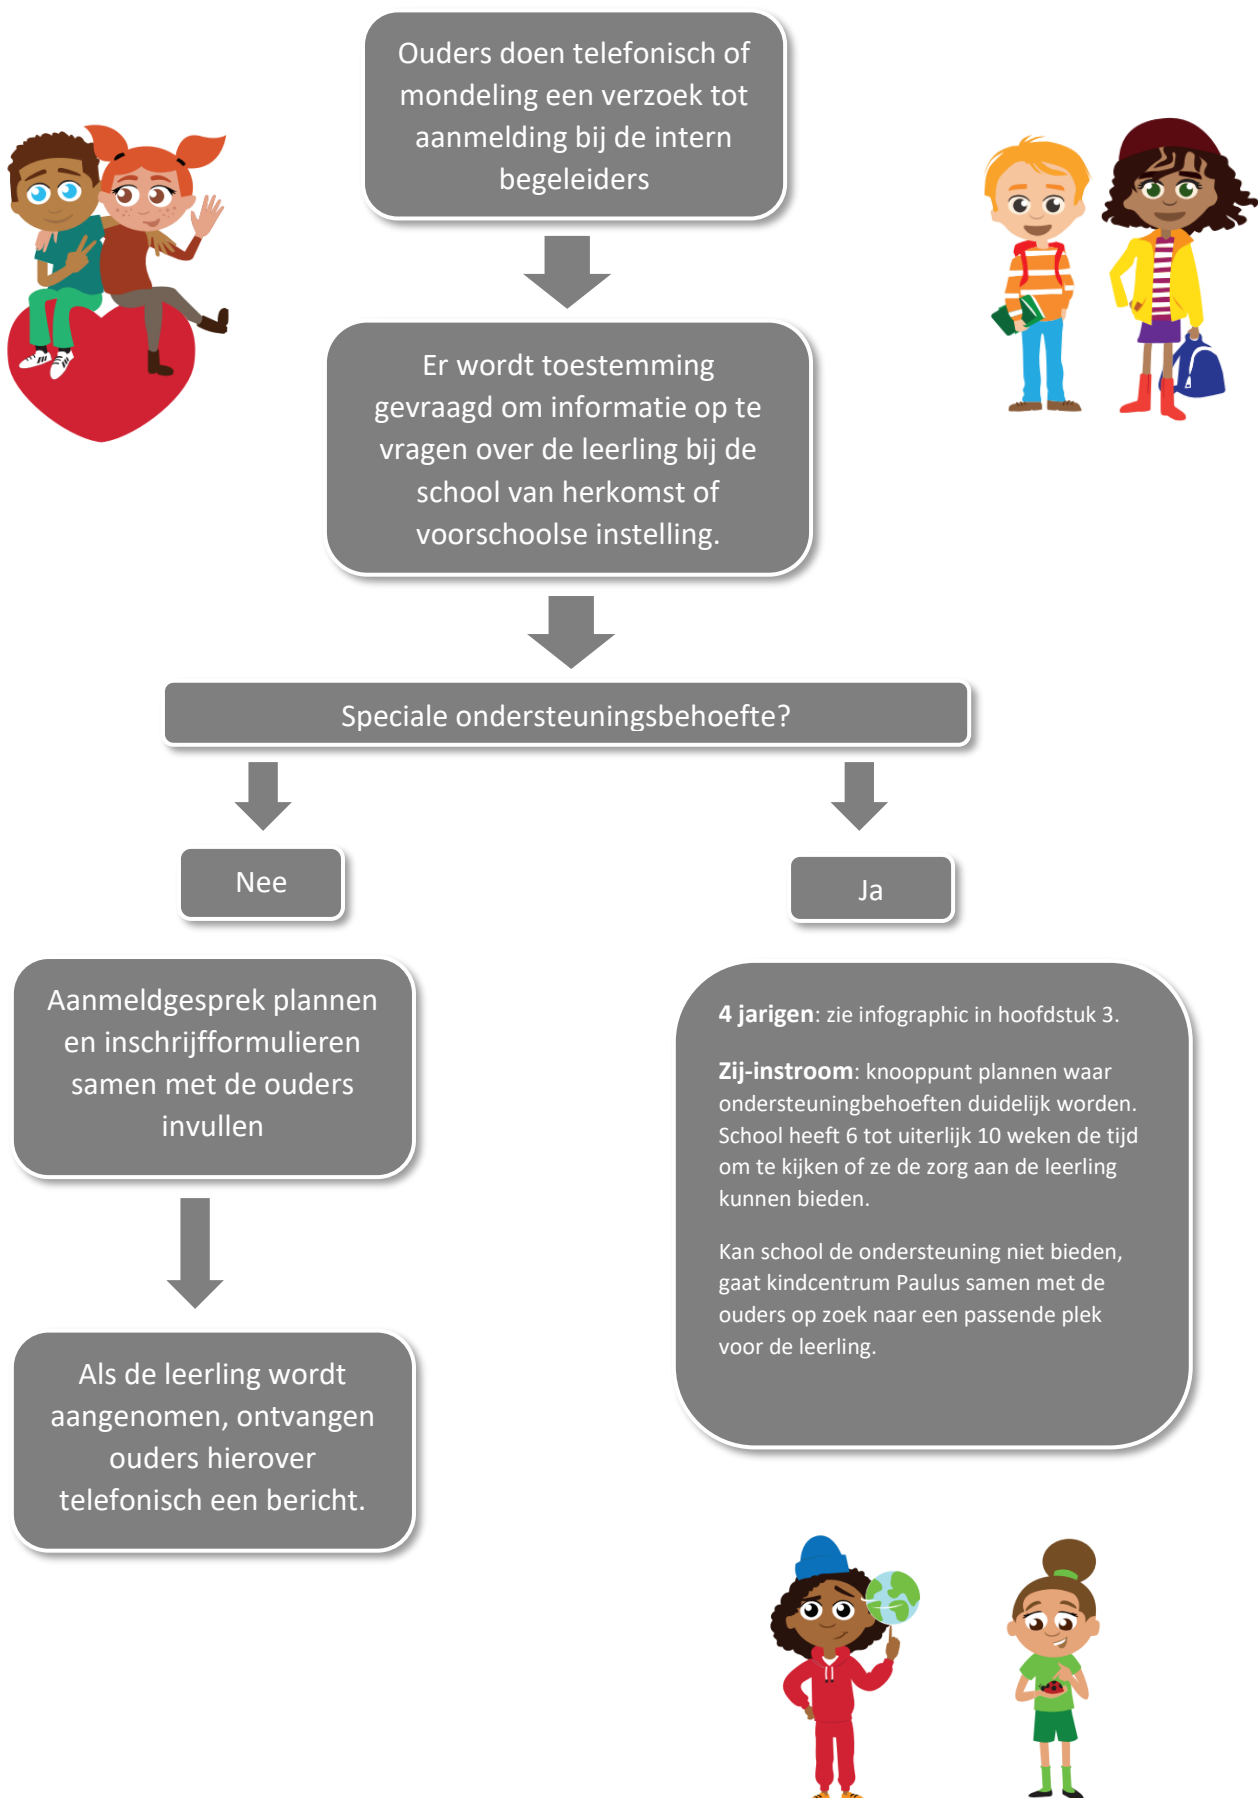 Ouders doen telefonisch of
mondeling een verzoek tot
aanmelding bij de intern
begeleiders
Er wordt toestemming
gevraagd om informatie op te
vragen over de leerling bij de
school van herkomst of
voorschoolse instelling.
Speciale ondersteuningsbehoefte?
Nee
Ja
Aanmeldgesprek plannen
en inschrijfformulieren
samen met de ouders
invullen
Als de leerling wordt
aangenomen, ontvangen
ouders hierover
telefonisch een bericht.
4 jarigen: zie infographic in hoofdstuk 3.
Zij-instroom: knooppunt plannen waar
ondersteuningbehoeften duidelijk worden.
School heeft 6 tot uiterlijk 10 weken de tijd
om te kijken of ze de zorg aan de leerling
kunnen bieden.
Kan school de ondersteuning niet bieden,
gaat kindcentrum Paulus samen met de
ouders op zoek naar een passende plek
voor de leerling.